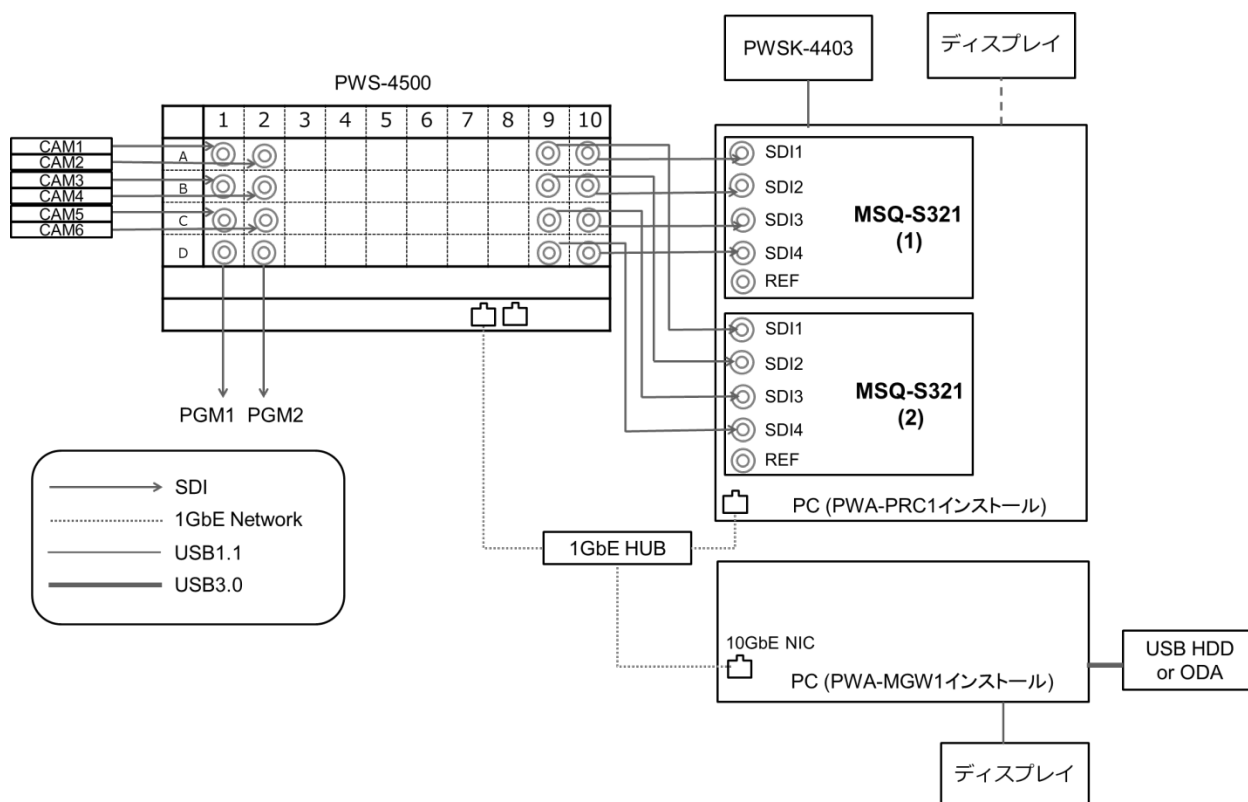 PWSK-4403
ディスプレイ
PWS-4500
1 2 3 4 5 6 7 8 9 10
CAM1
CAM2
CAM3
CAM4
CAM5
CAM6
A
B
C
D
SDI1
SDI2
SDI3
SDI4
REF
MSQ-S321
(1)
SDI1
SDI2
SDI3
SDI4
REF
MSQ-S321
(2)
PC (PWA-PRC1インストール)
PGM1 PGM2
SDI
1GbE Network
USB1.1
USB3.0
1GbE HUB
10GbE NIC
PC (PWA-MGW1インストール)
USB HDD
or ODA
ディスプレイ